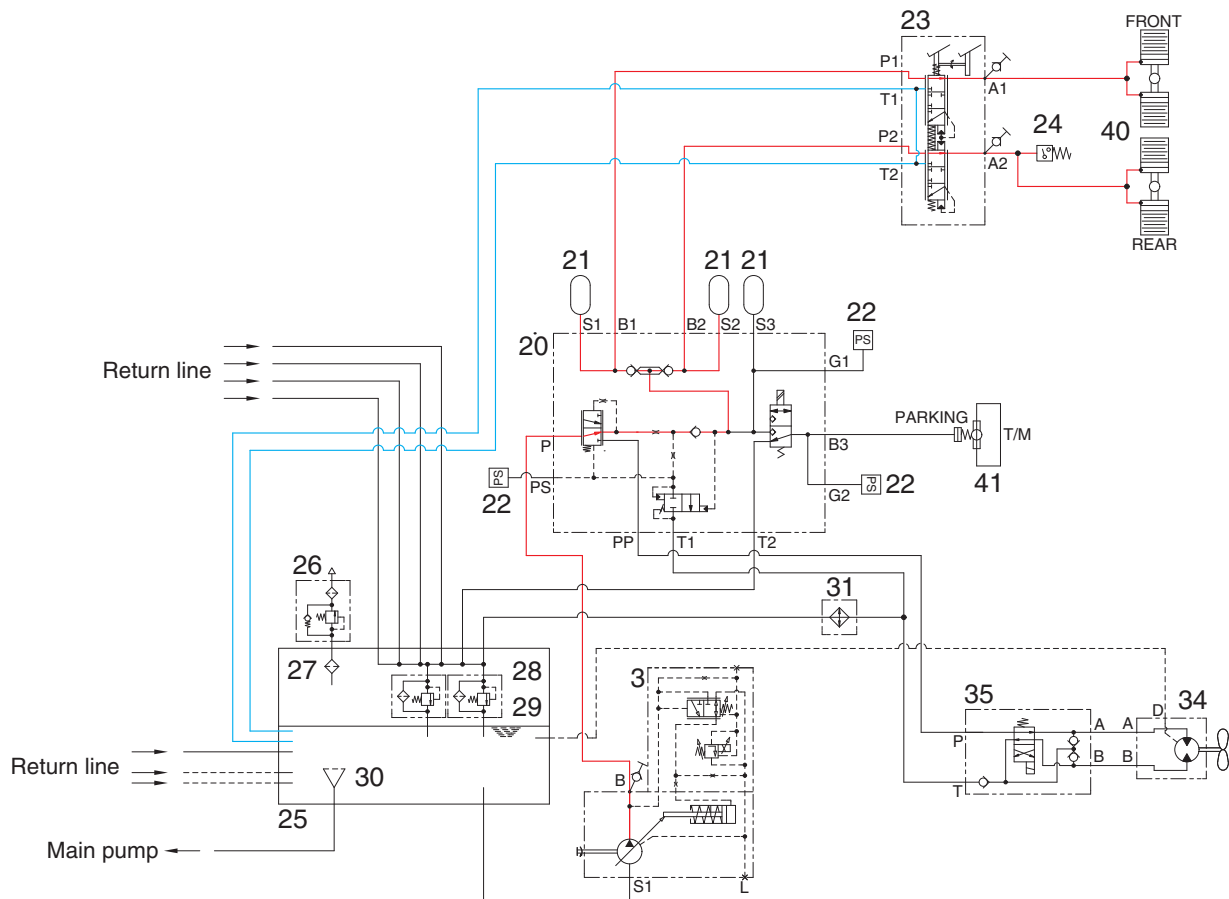 23
FRONT
P1
T1
A1
24
40
P2
T2
A2
REAR
21
21
21
S1
B1
B2
S2
S3
22
PS
20
G1
Return line
PARKING
T/M
P
B3
41
PS
22
PS
G2
PS
22
PP
T1
T2
26
31
27
28
29
3
35
34
D
A
A
P
B
B
T
B
Return line
30
25
Main pump
S1
L